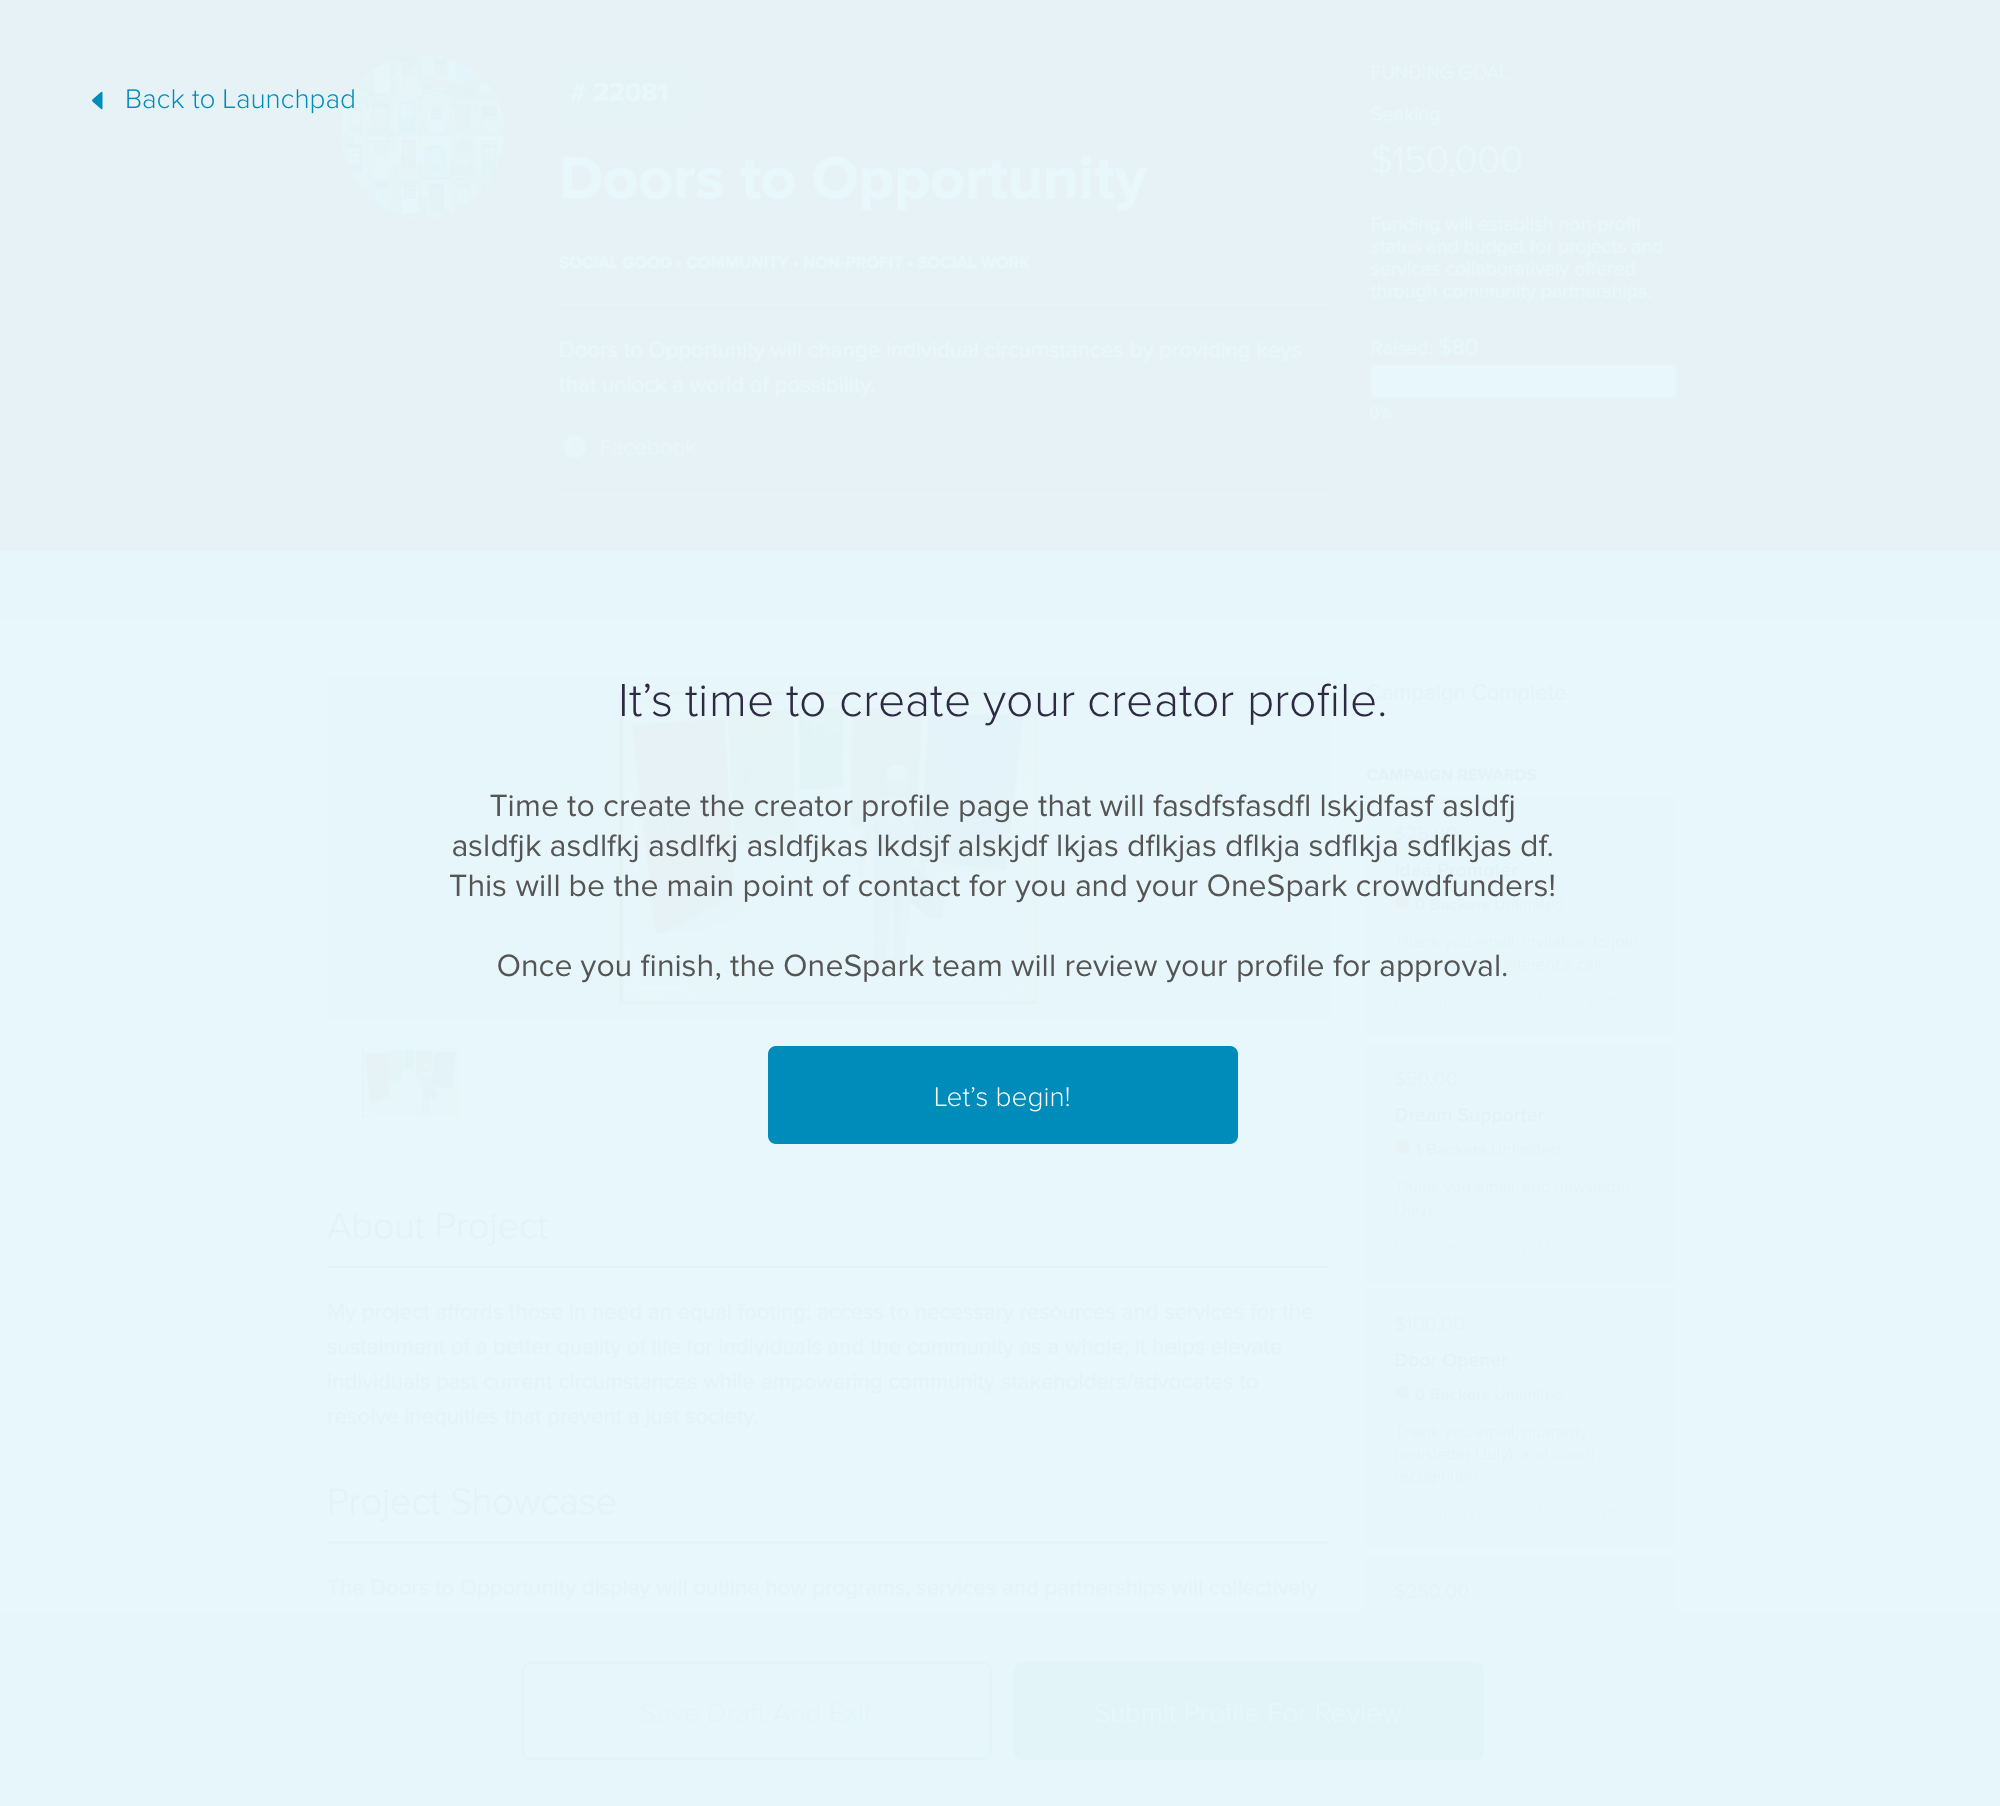 Back to Launchpad
# 22081
Doors to Opportunity
SOCIAL GOOD • COMMUNITY • NON-PROFIT • SOCIAL WORK
Doors to Opportunity will change individual circumstances by providing keys
that unlock a world of possibility.
Facebook
FUNDING GOAL
Seeking
$150,000
Funding will establish non-profit
status and budget for projects and
services collaboratively offered
through community partnerships.
Raised: $80
0%
It’s time to create your creator profile.
Time to create the creator profile page that will fasdfsfasdfl lskjdfasf asldfj
asldfjk asdlfkj asdlfkj asldfjkas lkdsjf alskjdf lkjas dflkjas dflkja sdflkja sdflkjas df.
This will be the main point of contact for you and your OneSpark crowdfunders!
Once you finish, the OneSpark team will review your profile for approval.
Let’s begin!
Campaign Complete
CAMPAIGN REWARDS
$50.00
Dream Supporter
1 Backers
$100.00
Door Opener
0 Backers Unlimited
$250.00
About Project
My project affords those in need an equal footing; access to necessary resources and services for the
sustainment of a better quality of life for individuals and the community as a whole; it helps elevate
individuals past current circumstances while empowering community stakeholders/advocates to
resolve inequities that prevent a just society.
Project Showcase
The Doors to Opportunity display will outline how programs, services and partnerships will collectively
Save Draft And Exit
Submit Profile For Review